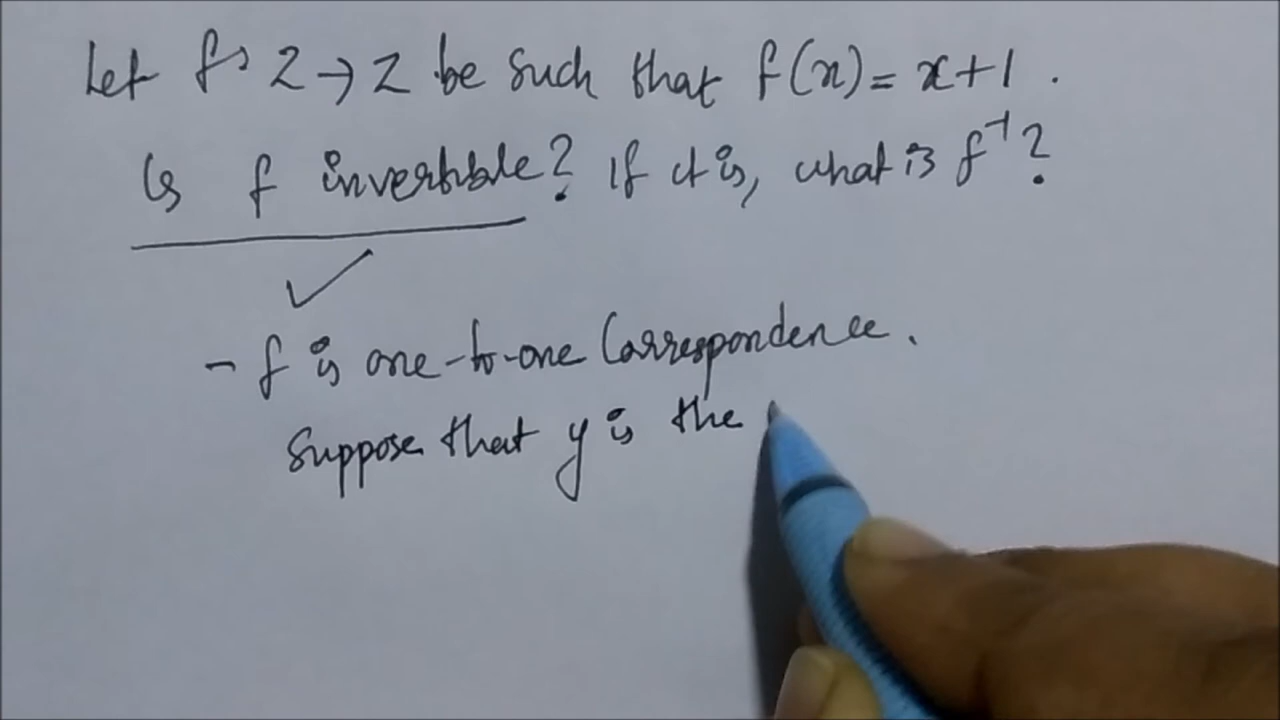 Let f: Z → Z be such that f(x) = x+1 .
Is f invertible? If it is, what is f⁻¹ ?
- f is one-to-one Correspondence.
Suppose that y is the